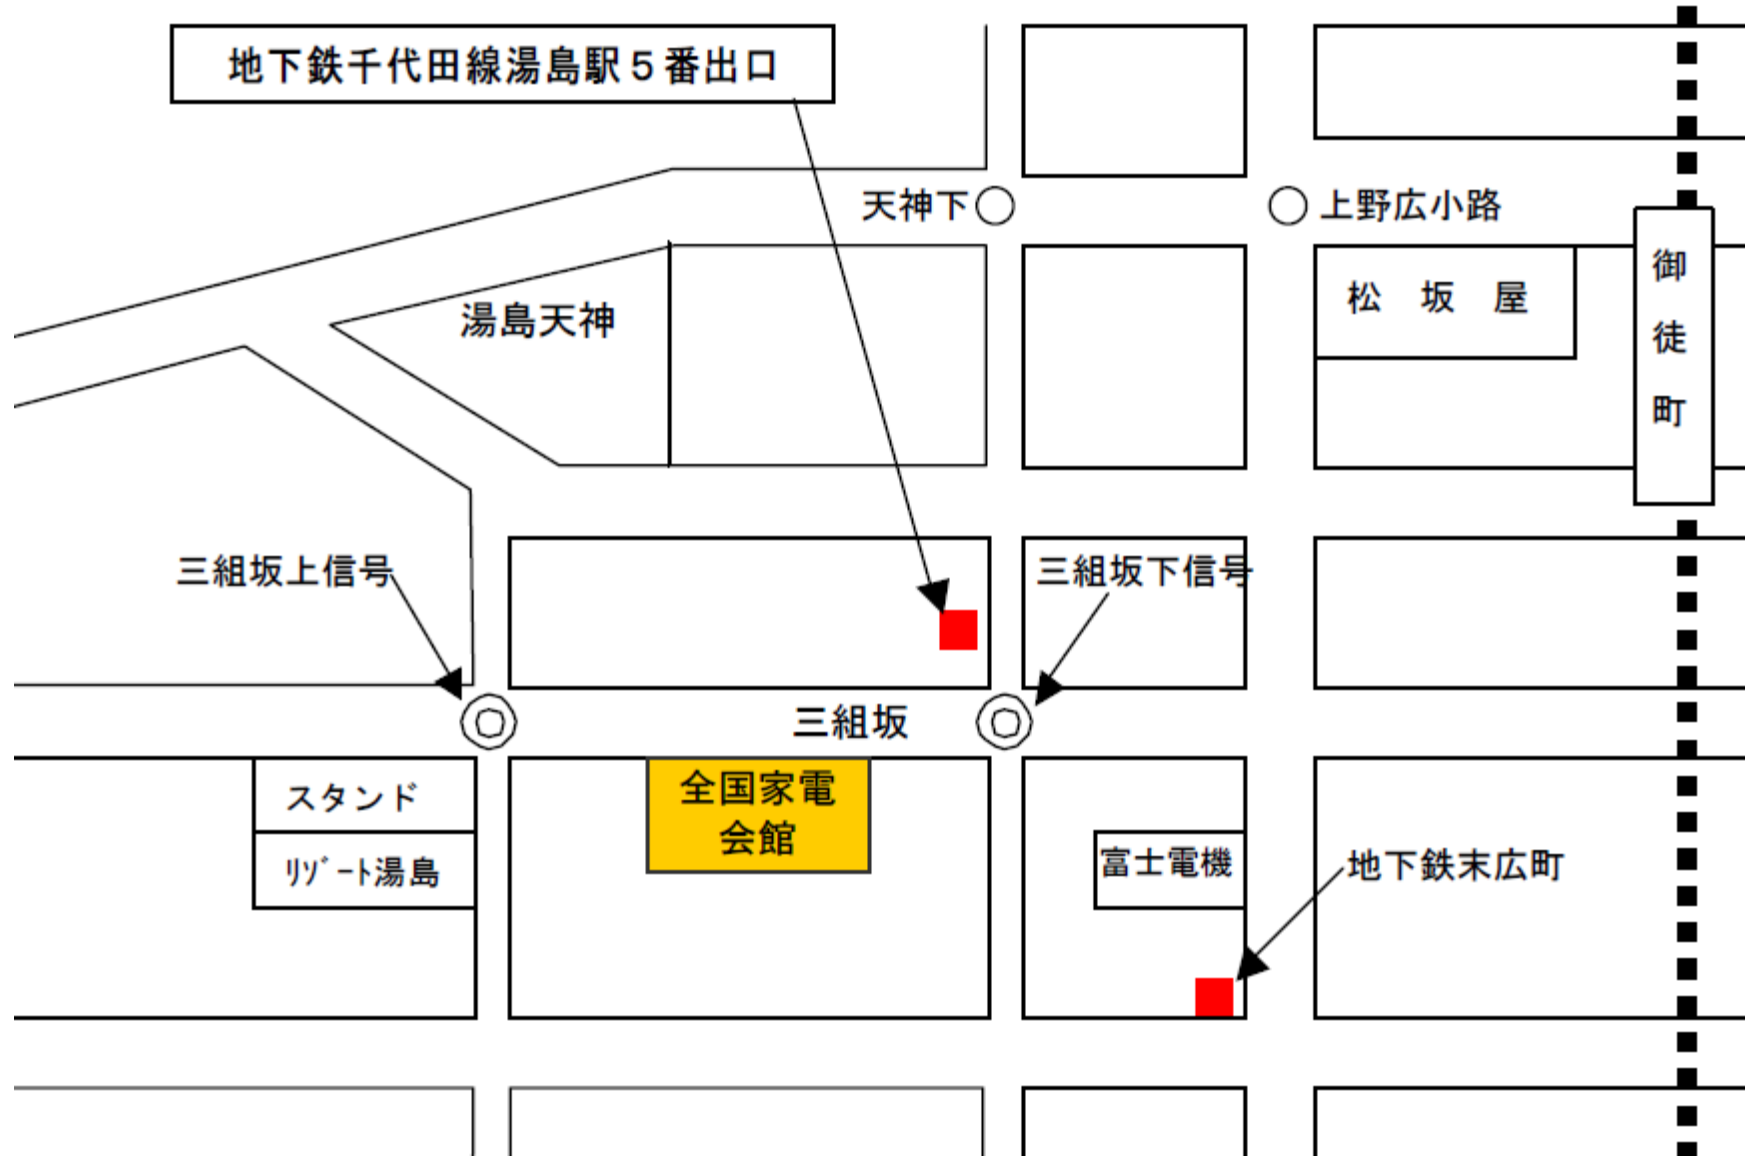 地下鉄千代田線湯島駅５番出口
天神下
上野広小路
湯島天神
松　坂　屋
御徒町
三組坂上信号
三組坂下信号
三組坂
スタンド
ﾘｿﾞｰﾄ湯島
全国家電
会館
富士電機
地下鉄末広町